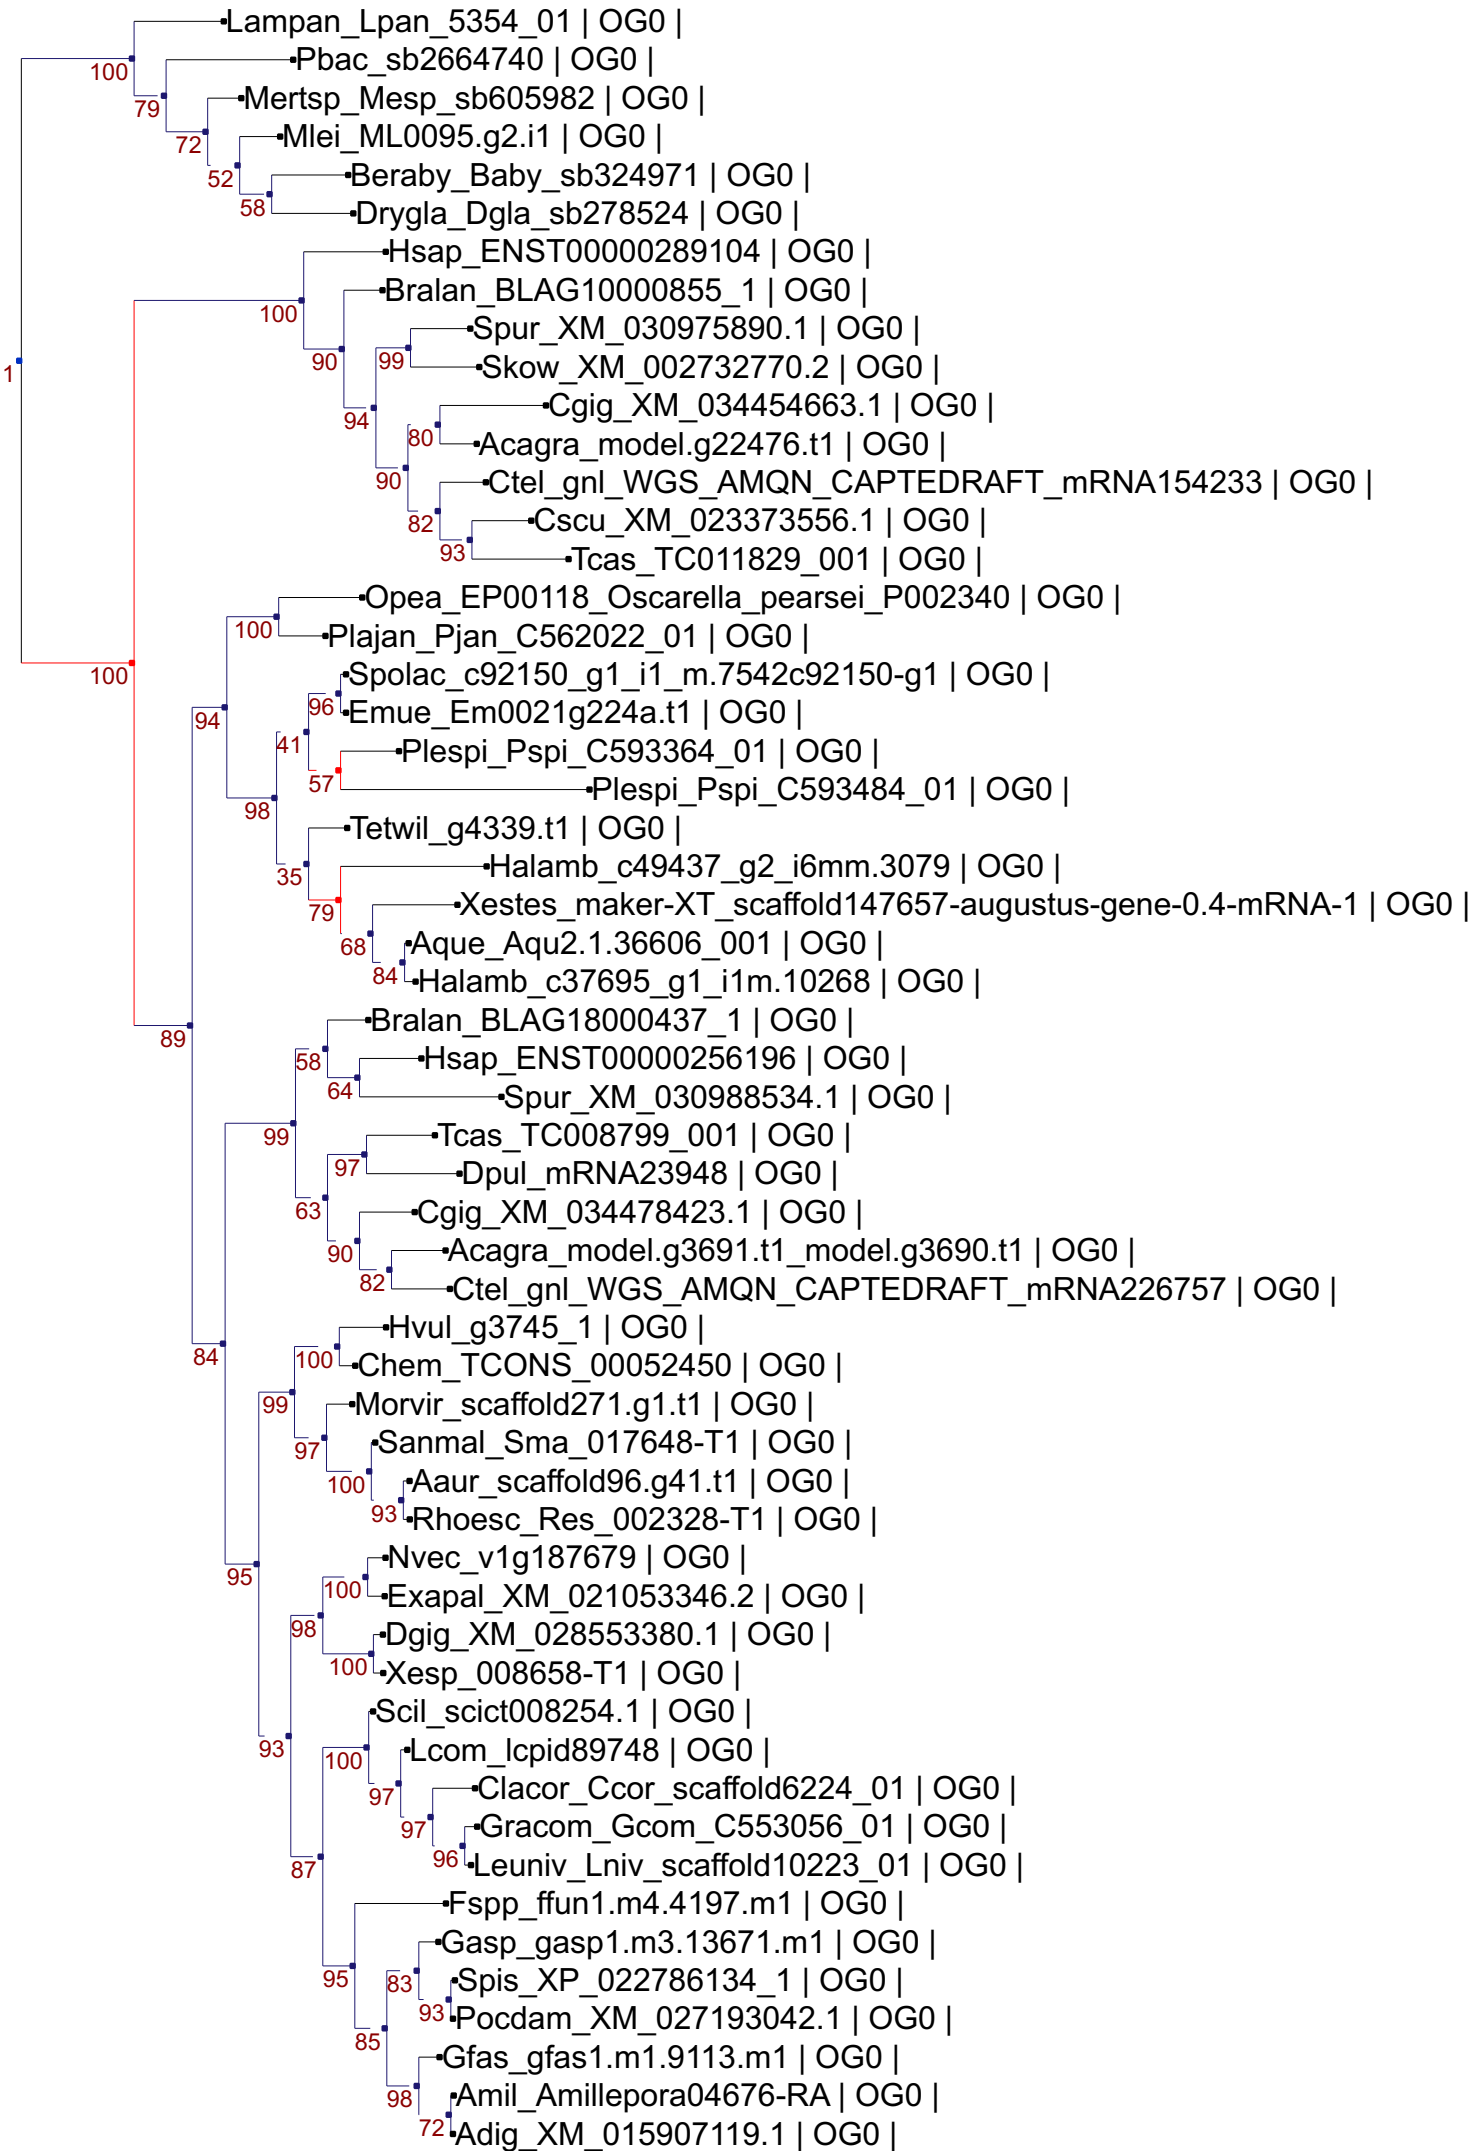 Lampan_Lpan_5354_01 | OG0 |
100
Pbac_sb2664740 | OG0 |
79
Mertsp_Mesp_sb605982 | OG0 |
72
Mlei_ML0095.g2.i1 | OG0 |
52
Beraby_Baby_sb324971 | OG0 |
58
Drygla_Dgla_sb278524 | OG0 |
Hsap_ENST00000289104 | OG0 |
100
Bralan_BLAG10000855_1 | OG0 |
90
Spur_XM_030975890.1 | OG0 |
99
Skow_XM_002732770.2 | OG0 |
1
94
Cgig_XM_034454663.1 | OG0 |
80
Acagra_model.g22476.t1 | OG0 |
90
Ctel_gnl_WGS_AMQN_CAPTEDRAFT_mRNA154233 | OG0 |
82
Cscu_XM_023373556.1 | OG0 |
93
Tcas_TC011829_001 | OG0 |
Opea_EP00118_Oscarella_pearsei_P002340 | OG0 |
100
Plajan_Pjan_C562022_01 | OG0 |
100
Spolac_c92150_g1_i1_m.7542c92150-g1 | OG0 |
96
Emue_Em0021g224a.t1 | OG0 |
94
41
Plespi_Pspi_C593364_01 | OG0 |
57
Plespi_Pspi_C593484_01 | OG0 |
98
Tetwil_g4339.t1 | OG0 |
35
Halamb_c49437_g2_i6mm.3079 | OG0 |
79
Xestes_maker-XT_scaffold147657-augustus-gene-0.4-mRNA-1 | OG0 |
68
Aque_Aqu2.1.36606_001 | OG0 |
84
Halamb_c37695_g1_i1m.10268 | OG0 |
89
Bralan_BLAG18000437_1 | OG0 |
58
Hsap_ENST00000256196 | OG0 |
64
Spur_XM_030988534.1 | OG0 |
99
Tcas_TC008799_001 | OG0 |
97
Dpul_mRNA23948 | OG0 |
63
Cgig_XM_034478423.1 | OG0 |
90
Acagra_model.g3691.t1_model.g3690.t1 | OG0 |
82
Ctel_gnl_WGS_AMQN_CAPTEDRAFT_mRNA226757 | OG0 |
84
Hvul_g3745_1 | OG0 |
100
Chem_TCONS_00052450 | OG0 |
99
Morvir_scaffold271.g1.t1 | OG0 |
97
Sanmal_Sma_017648-T1 | OG0 |
100
Aaur_scaffold96.g41.t1 | OG0 |
93
Rhoesc_Res_002328-T1 | OG0 |
95
Nvec_v1g187679 | OG0 |
100
Exapal_XM_021053346.2 | OG0 |
98
Dgig_XM_028553380.1 | OG0 |
100
Xesp_008658-T1 | OG0 |
93
Scil_scict008254.1 | OG0 |
100
Lcom_lcpid89748 | OG0 |
97
Clacor_Ccor_scaffold6224_01 | OG0 |
97
Gracom_Gcom_C553056_01 | OG0 |
96
Leuniv_Lniv_scaffold10223_01 | OG0 |
87
Fspp_ffun1.m4.4197.m1 | OG0 |
95
Gasp_gasp1.m3.13671.m1 | OG0 |
83
Spis_XP_022786134_1 | OG0 |
93
Pocdam_XM_027193042.1 | OG0 |
85
Gfas_gfas1.m1.9113.m1 | OG0 |
98
Amil_Amillepora04676-RA | OG0 |
72
Adig_XM_015907119.1 | OG0 |